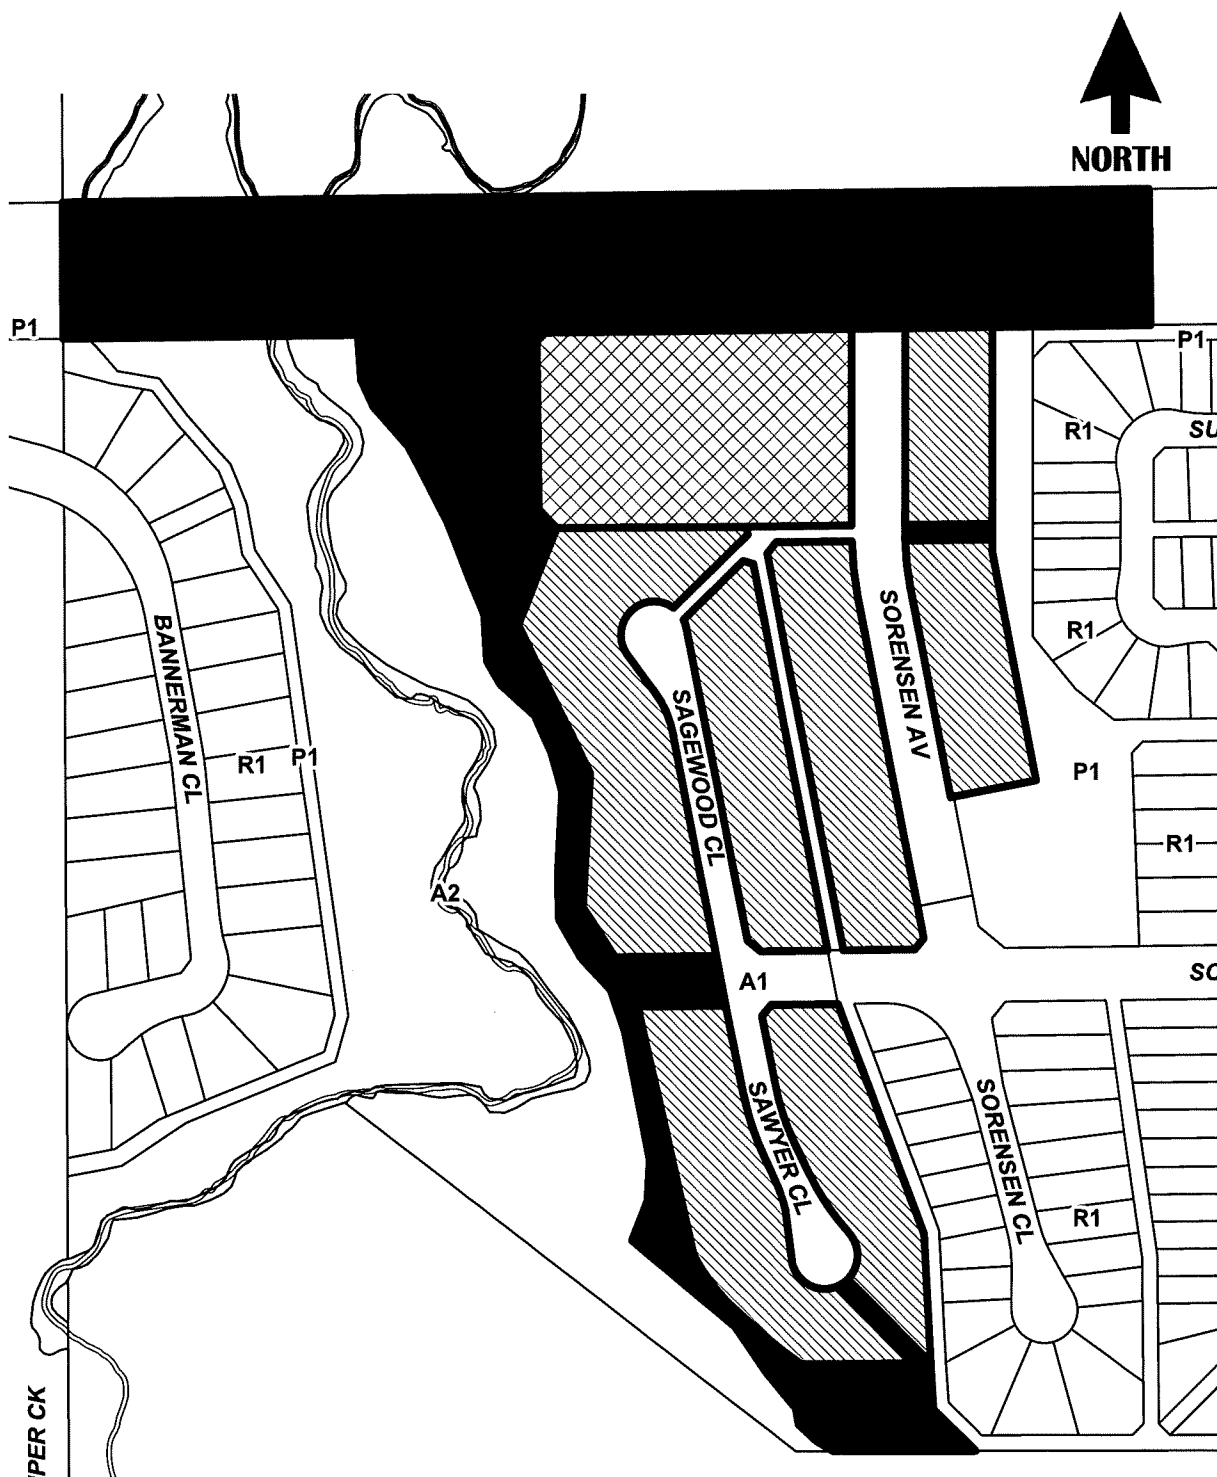 NORTH
P1
P1
R1
SU
SORENSEN AV
R1
BANNERMAN CL
SAGEWOOD CL
R1
P1
P1
R1
A2
A1
SO
SAWYER CL
SORENSEN CL
R1
PER CK